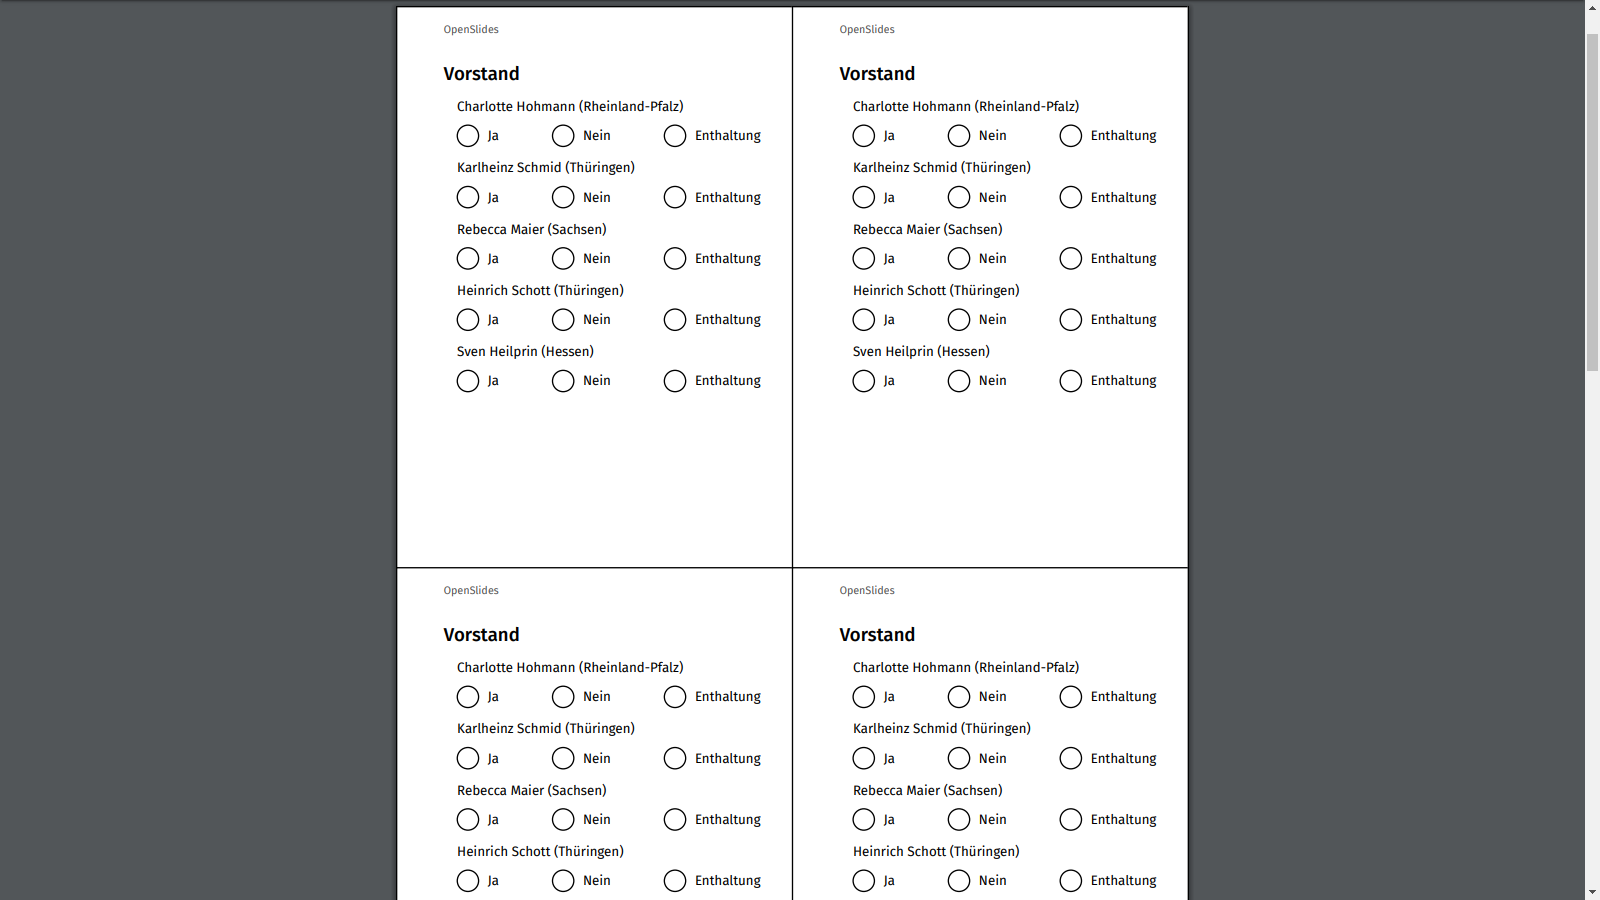 OpenSlides
Vorstand
Charlotte Hohmann (Rheinland-Pfalz)
Ja Nein Enthaltung
Karlheinz Schmid (Thüringen)
Ja Nein Enthaltung
Rebecca Maier (Sachsen)
Ja Nein Enthaltung
Heinrich Schott (Thüringen)
Ja Nein Enthaltung
Sven Heilprin (Hessen)
Ja Nein Enthaltung
OpenSlides
Vorstand
Charlotte Hohmann (Rheinland-Pfalz)
Ja Nein Enthaltung
Karlheinz Schmid (Thüringen)
Ja Nein Enthaltung
Rebecca Maier (Sachsen)
Ja Nein Enthaltung
Heinrich Schott (Thüringen)
Ja Nein Enthaltung
Sven Heilprin (Hessen)
Ja Nein Enthaltung
OpenSlides
Vorstand
Charlotte Hohmann (Rheinland-Pfalz)
Ja Nein Enthaltung
Karlheinz Schmid (Thüringen)
Ja Nein Enthaltung
Rebecca Maier (Sachsen)
Ja Nein Enthaltung
Heinrich Schott (Thüringen)
Ja Nein Enthaltung
OpenSlides
Vorstand
Charlotte Hohmann (Rheinland-Pfalz)
Ja Nein Enthaltung
Karlheinz Schmid (Thüringen)
Ja Nein Enthaltung
Rebecca Maier (Sachsen)
Ja Nein Enthaltung
Heinrich Schott (Thüringen)
Ja Nein Enthaltung